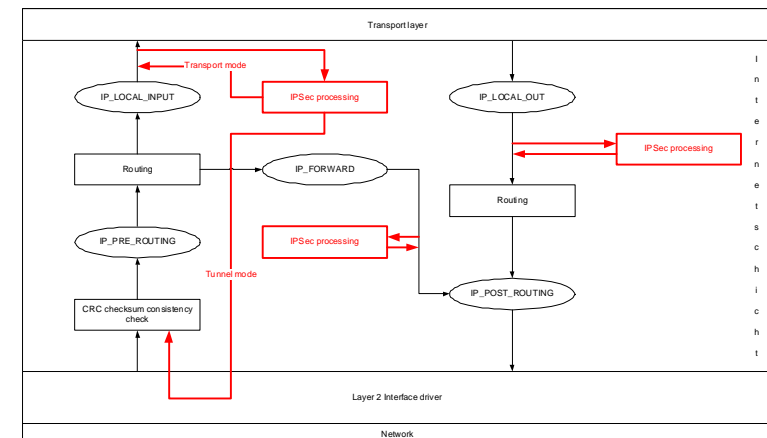 Transport layer
Transport mode
IP_LOCAL_INPUT
IPSec processing
IP_LOCAL_OUT
IPSec processing
Routing
IP_FORWARD
Routing
IP_PRE_ROUTING
IPSec processing
Tunnel mode
CRC checksum consistency
check
IP_POST_ROUTING
I
n
t
e
r
n
e
t
s
c
h
i
c
h
t
Layer 2 Interface driver
Network